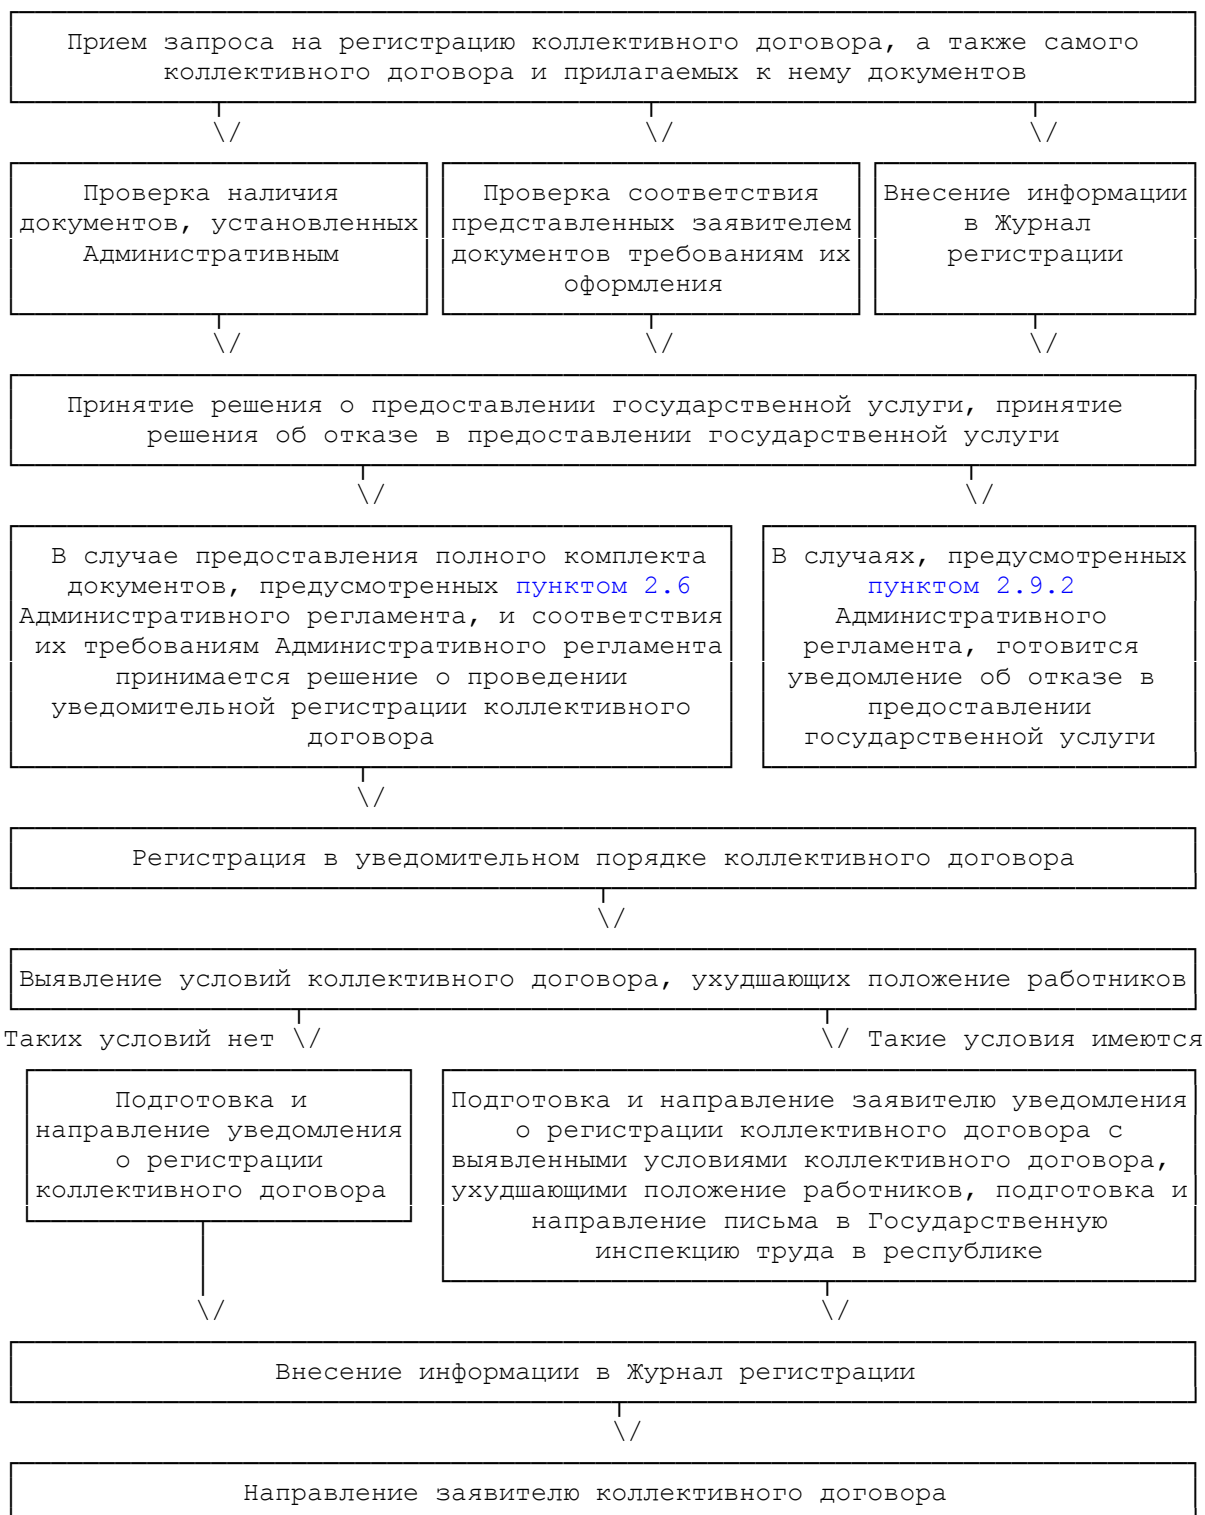 Прием запроса на регистрацию коллективного договора, а также самого
коллективного договора и прилагаемых к нему документов
Проверка наличия
документов, установленных
Административным
Проверка соответствия
представленных заявителем
документов требованиям их
оформления
Внесение информации
в Журнал
регистрации
Принятие решения о предоставлении государственной услуги, принятие
решения об отказе в предоставлении государственной услуги
В случае предоставления полного комплекта
документов, предусмотренных пунктом 2.6
Административного регламента, и соответствия
их требованиям Административного регламента
принимается решение о проведении
уведомительной регистрации коллективного
договора
В случаях, предусмотренных
пунктом 2.9.2
Административного
регламента, готовится
уведомление об отказе в
предоставлении
государственной услуги
Регистрация в уведомительном порядке коллективного договора
Выявление условий коллективного договора, ухудшающих положение работников
Таких условий нет
Такие условия имеются
Подготовка и
направление уведомления
о регистрации
коллективного договора
Подготовка и направление заявителю уведомления
о регистрации коллективного договора с
выявленными условиями коллективного договора,
ухудшающими положение работников, подготовка и
направление письма в Государственную
инспекцию труда в республике
Внесение информации в Журнал регистрации
Направление заявителю коллективного договора